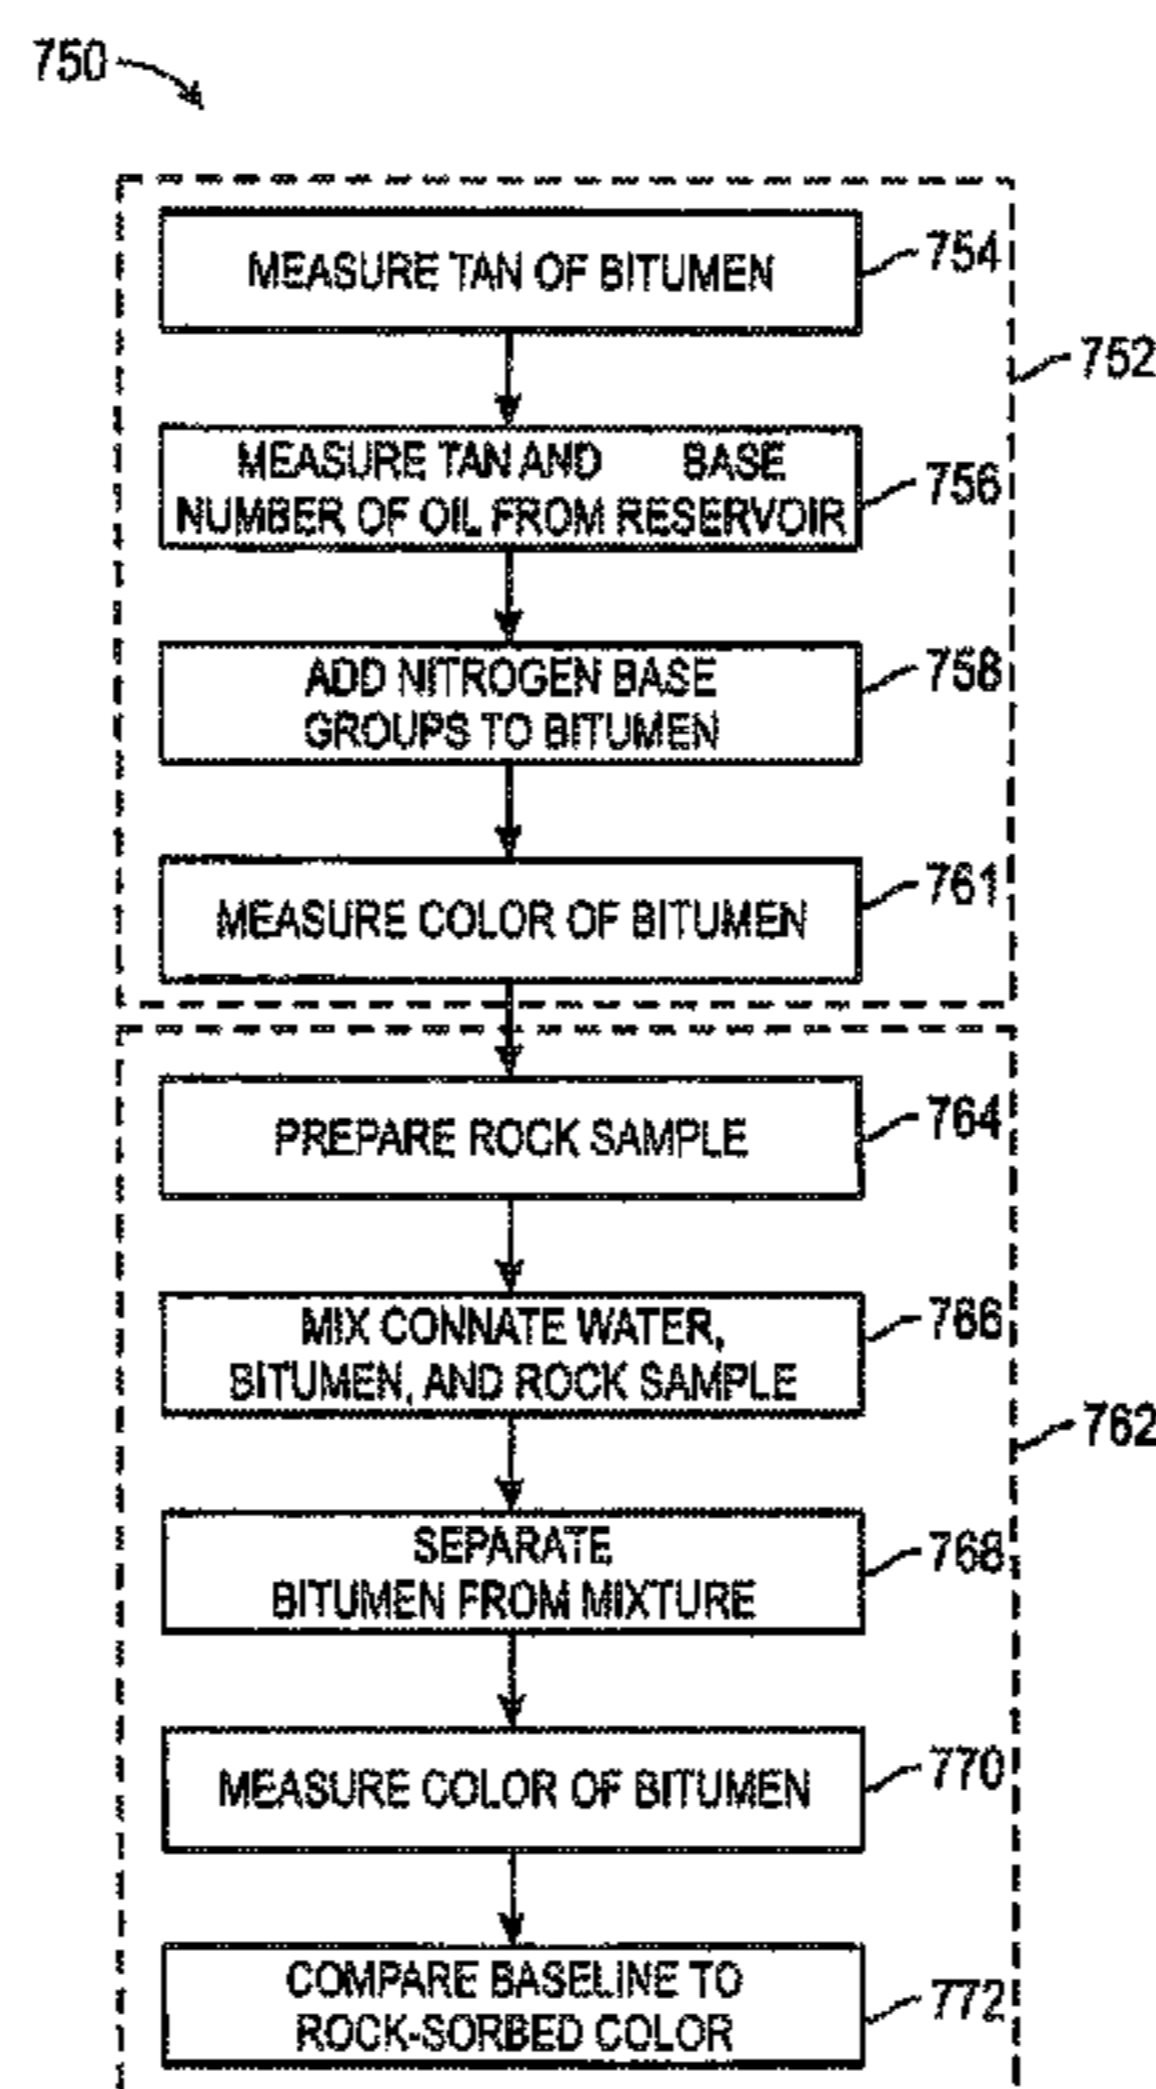 750
MEASURE TAN OF BITUMEN
754
752
MEASURE TAN AND BASE
NUMBER OF OIL FROM RESERVOIR
756
ADD NITROGEN BASE
GROUPS TO BITUMEN
758
MEASURE COLOR OF BITUMEN
761
PREPARE ROCK SAMPLE
764
MIX CONNATE WATER,
BITUMEN, AND ROCK SAMPLE
766
762
SEPARATE
BITUMEN FROM MIXTURE
768
MEASURE COLOR OF BITUMEN
770
COMPARE BASELINE TO
ROCK-SORBED COLOR
772